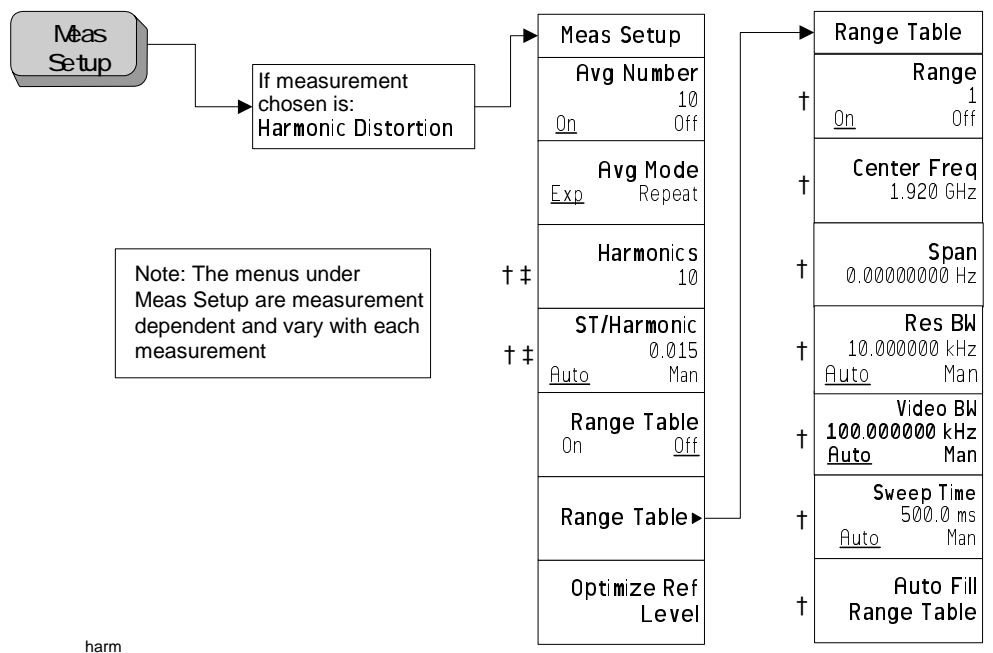 Meas
Setup
If measurement
chosen is:
Harmonic Distortion
Note: The menus under
Meas Setup are measurement
dependent and vary with each
measurement
Meas Setup
Avg Number
10
On Off
Avg Mode
Exp Repeat
† ‡
Harmonics
10
† ‡
ST/Harmonic
0.015
Auto Man
Range Table
On Off
Range Table▸
Optimize Ref
Level
Range Table
†
Range
1
On Off
†
Center Freq
1.920 GHz
†
Span
0.00000000 Hz
†
Res BW
10.000000 kHz
Auto Man
†
Video BW
100.000000 kHz
Auto Man
†
Sweep Time
500.0 ms
Auto Man
†
Auto Fill
Range Table
harm